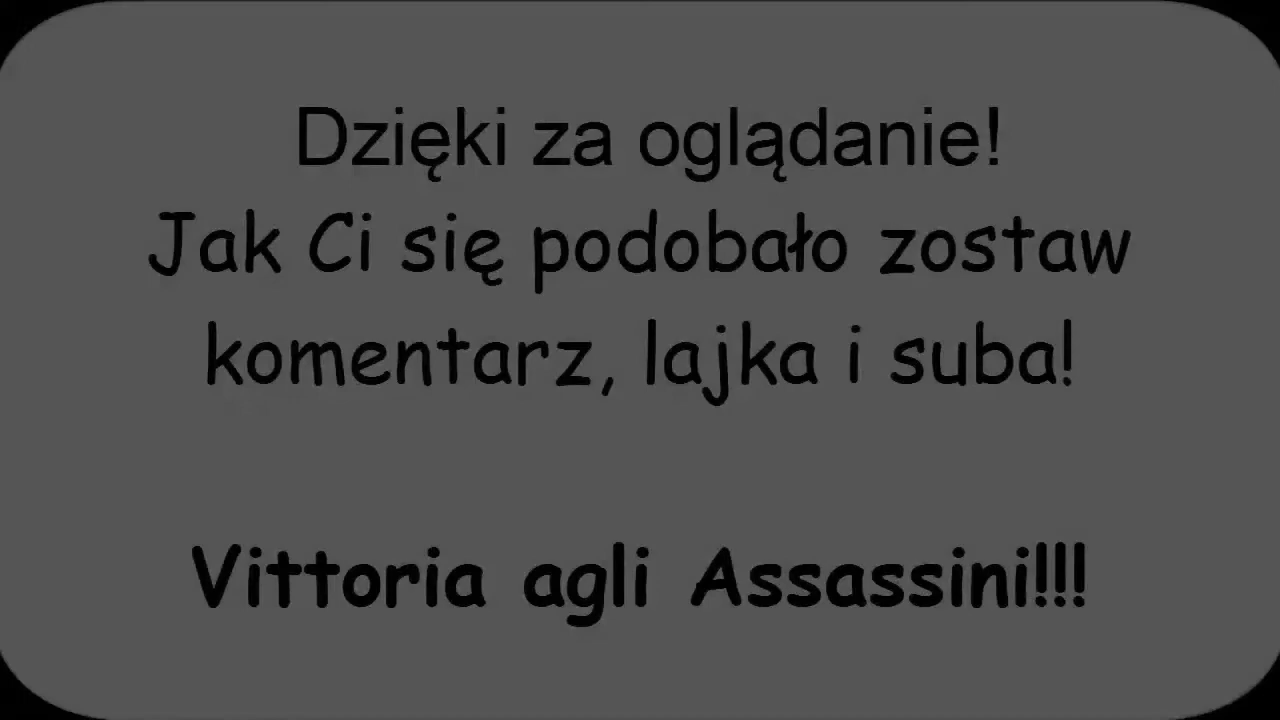 Dzięki za oglądanie!
Jak Ci się podobało zostaw
komentarz, lajka i suba!
Vittoria agli Assassini!!!